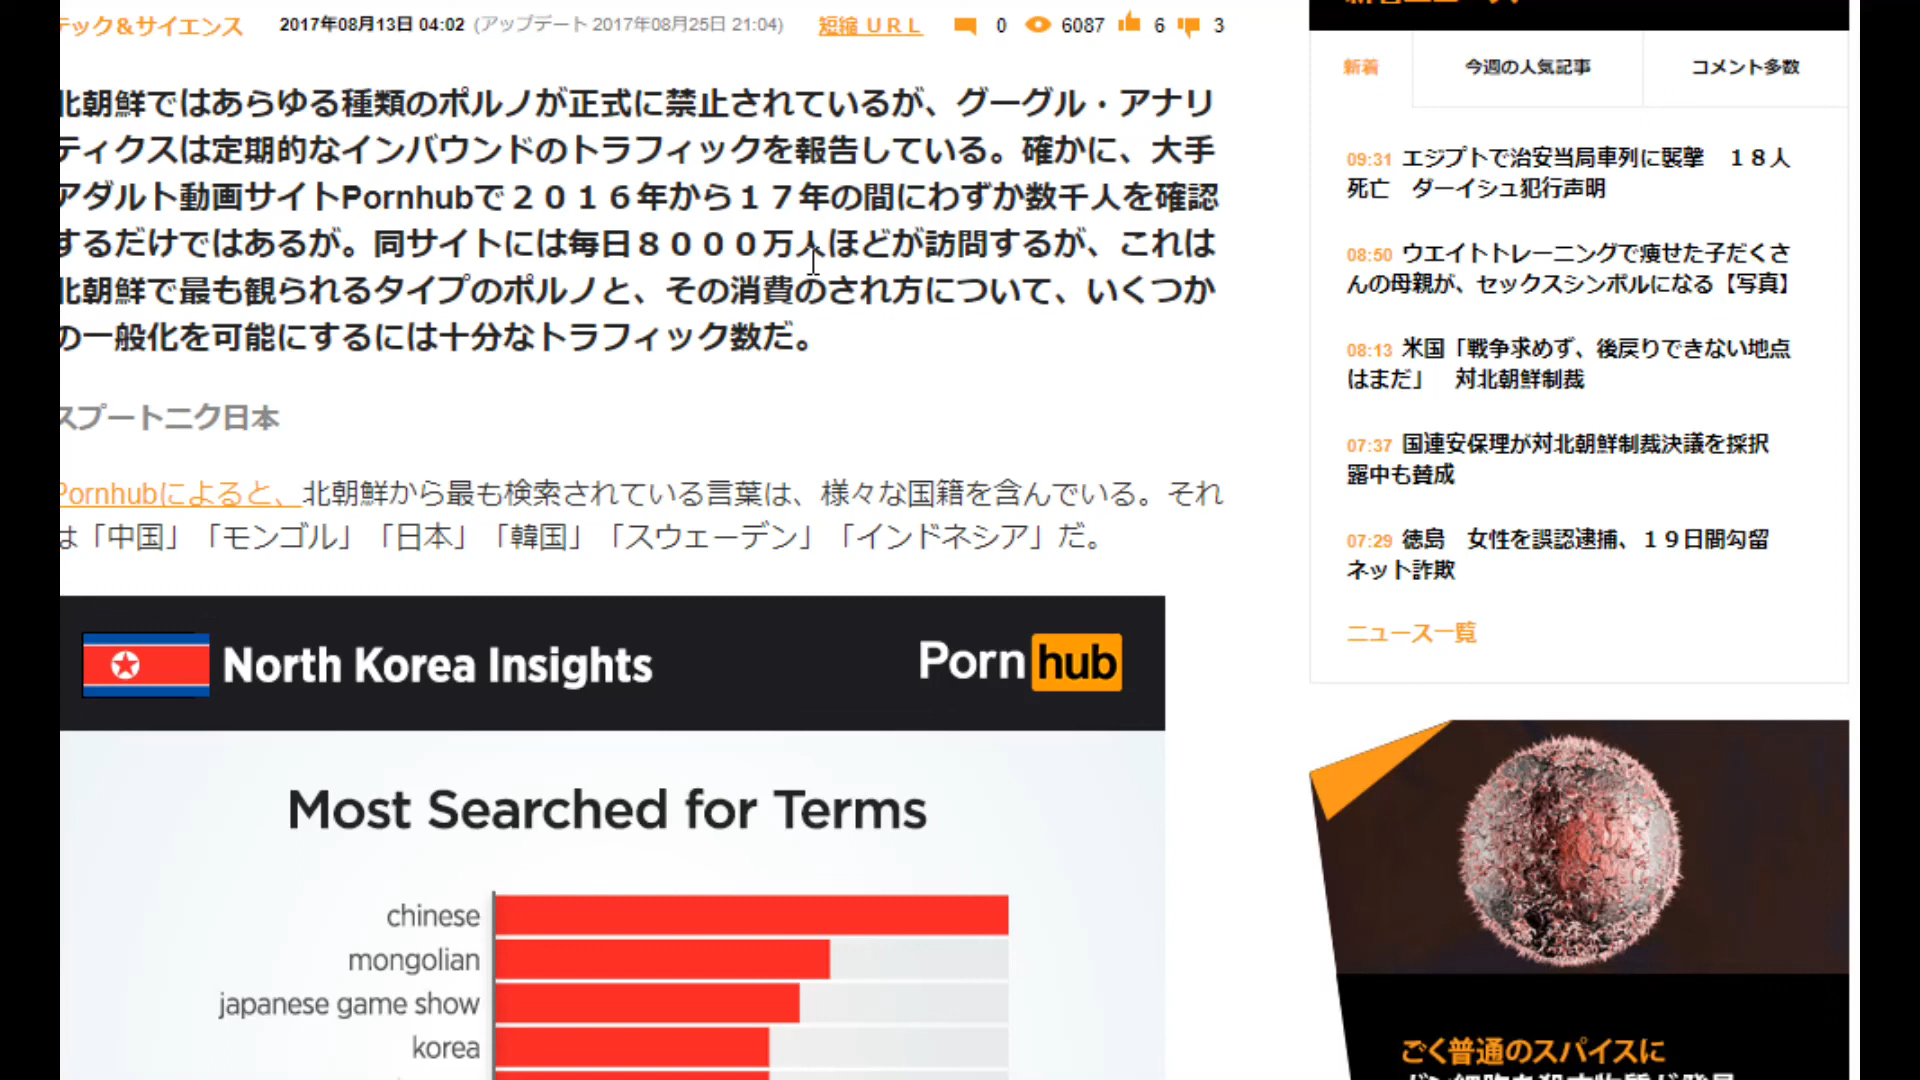 テック＆サイエンス 2017年08月13日 04:02 (アップデート 2017年08月25日 21:04) 短縮 ＵＲＬ 0 6087 6 3
北朝鮮ではあらゆる種類のポルノが正式に禁止されているが、グーグル・アナリ
ティクスは定期的なインバウンドのトラフィックを報告している。確かに、大手
アダルト動画サイトPornhubで２０１６年から１７年の間にわずか数千人を確認
するだけではあるが。同サイトには毎日８０００万人ほどが訪問するが、これは
北朝鮮で最も観られるタイプのポルノと、その消費のされ方について、いくつか
の一般化を可能にするには十分なトラフィック数だ。
スプートニク日本
Pornhubによると、北朝鮮から最も検索されている言葉は、様々な国籍を含んでいる。それ
は「中国」「モンゴル」「日本」「韓国」「スウェーデン」「インドネシア」だ。
North Korea Insights
Porn hub
Most Searched for Terms
chinese
mongolian
japanese game show
korea
新着 今週の人気記事 コメント多数
09:31 エジプトで治安当局車列に襲撃　１８人
死亡　ダーイシュ犯行声明
08:50 ウエイトトレーニングで痩せた子だくさ
んの母親が、セックスシンボルになる【写真】
08:13 米国「戦争求めず、後戻りできない地点
はまだ」　対北朝鮮制裁
07:37 国連安保理が対北朝鮮制裁決議を採択
露中も賛成
07:29 徳島　女性を誤認逮捕、１９日間勾留
ネット詐欺
ニュース一覧
ごく普通のスパイスに